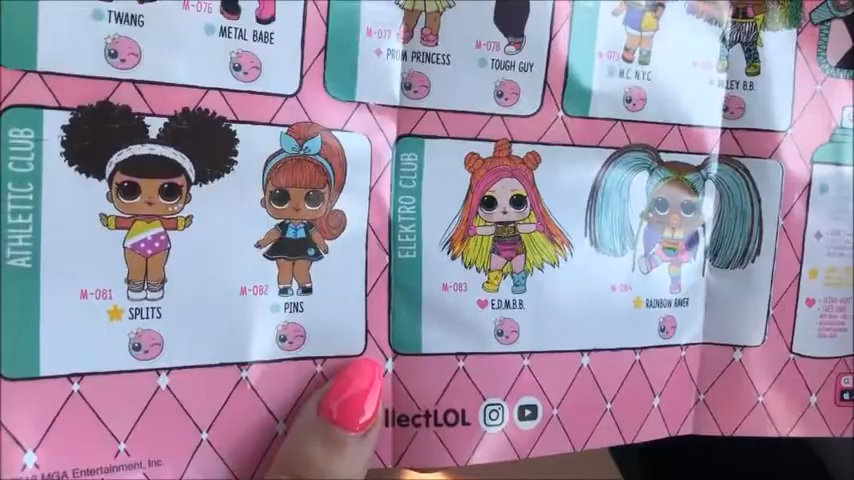 TWANG
M-076
METAL BABE
M-077
PROM PRINCESS
M-078
TOUGH GUY
M.C. N.Y.C.
B.B.
ATHLETIC CLUB
M-081
SPLITS
M-082
PINS
ELEKTRO CLUB
M-083
E.D.M.B.B.
M-084
RAINBOW RAVER
llectLOL
MGA Entertainment, Inc.